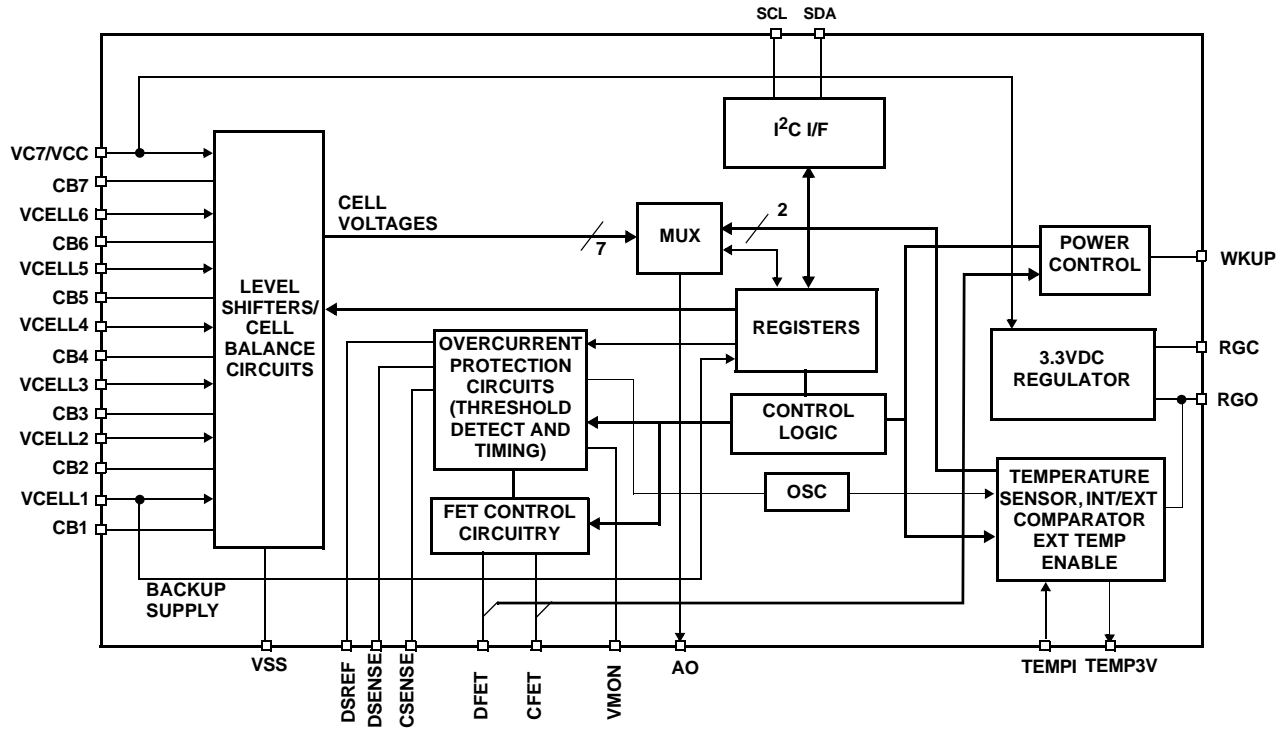 SCL SDA
I2C I/F
VC7/VCC
CB7
VCELL6
CB6
VCELL5
CB5
VCELL4
CB4
VCELL3
CB3
VCELL2
CB2
VCELL1
CB1
LEVEL
SHIFTERS/
CELL
BALANCE
CIRCUITS
CELL
VOLTAGES
7
MUX
2
POWER
CONTROL
WKUP
REGISTERS
OVERCURRENT
PROTECTION
CIRCUITS
(THRESHOLD
DETECT AND
TIMING)
3.3VDC
REGULATOR
RGC
RGO
CONTROL
LOGIC
OSC
TEMPERATURE
SENSOR, INT/EXT
COMPARATOR
EXT TEMP
ENABLE
FET CONTROL
CIRCUITRY
BACKUP
SUPPLY
VSS
DSREF
DSENSE
CSENSE
DFET
CFET
VMON
AO
TEMPI
TEMP3V